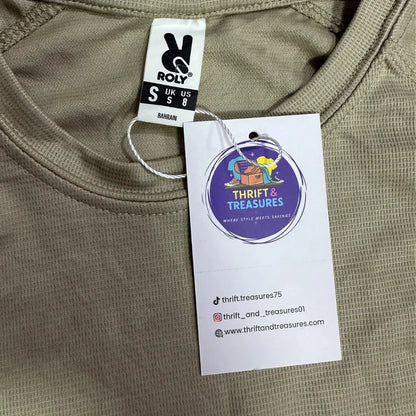 ROLY
S UK US
S 8
BAHRAIN
THRIFT &
TREASURES
WHERE STYLE MEETS SAVINGS
thrift.treasures75
thrift_and_treasures01
www.thriftandtreasures.com